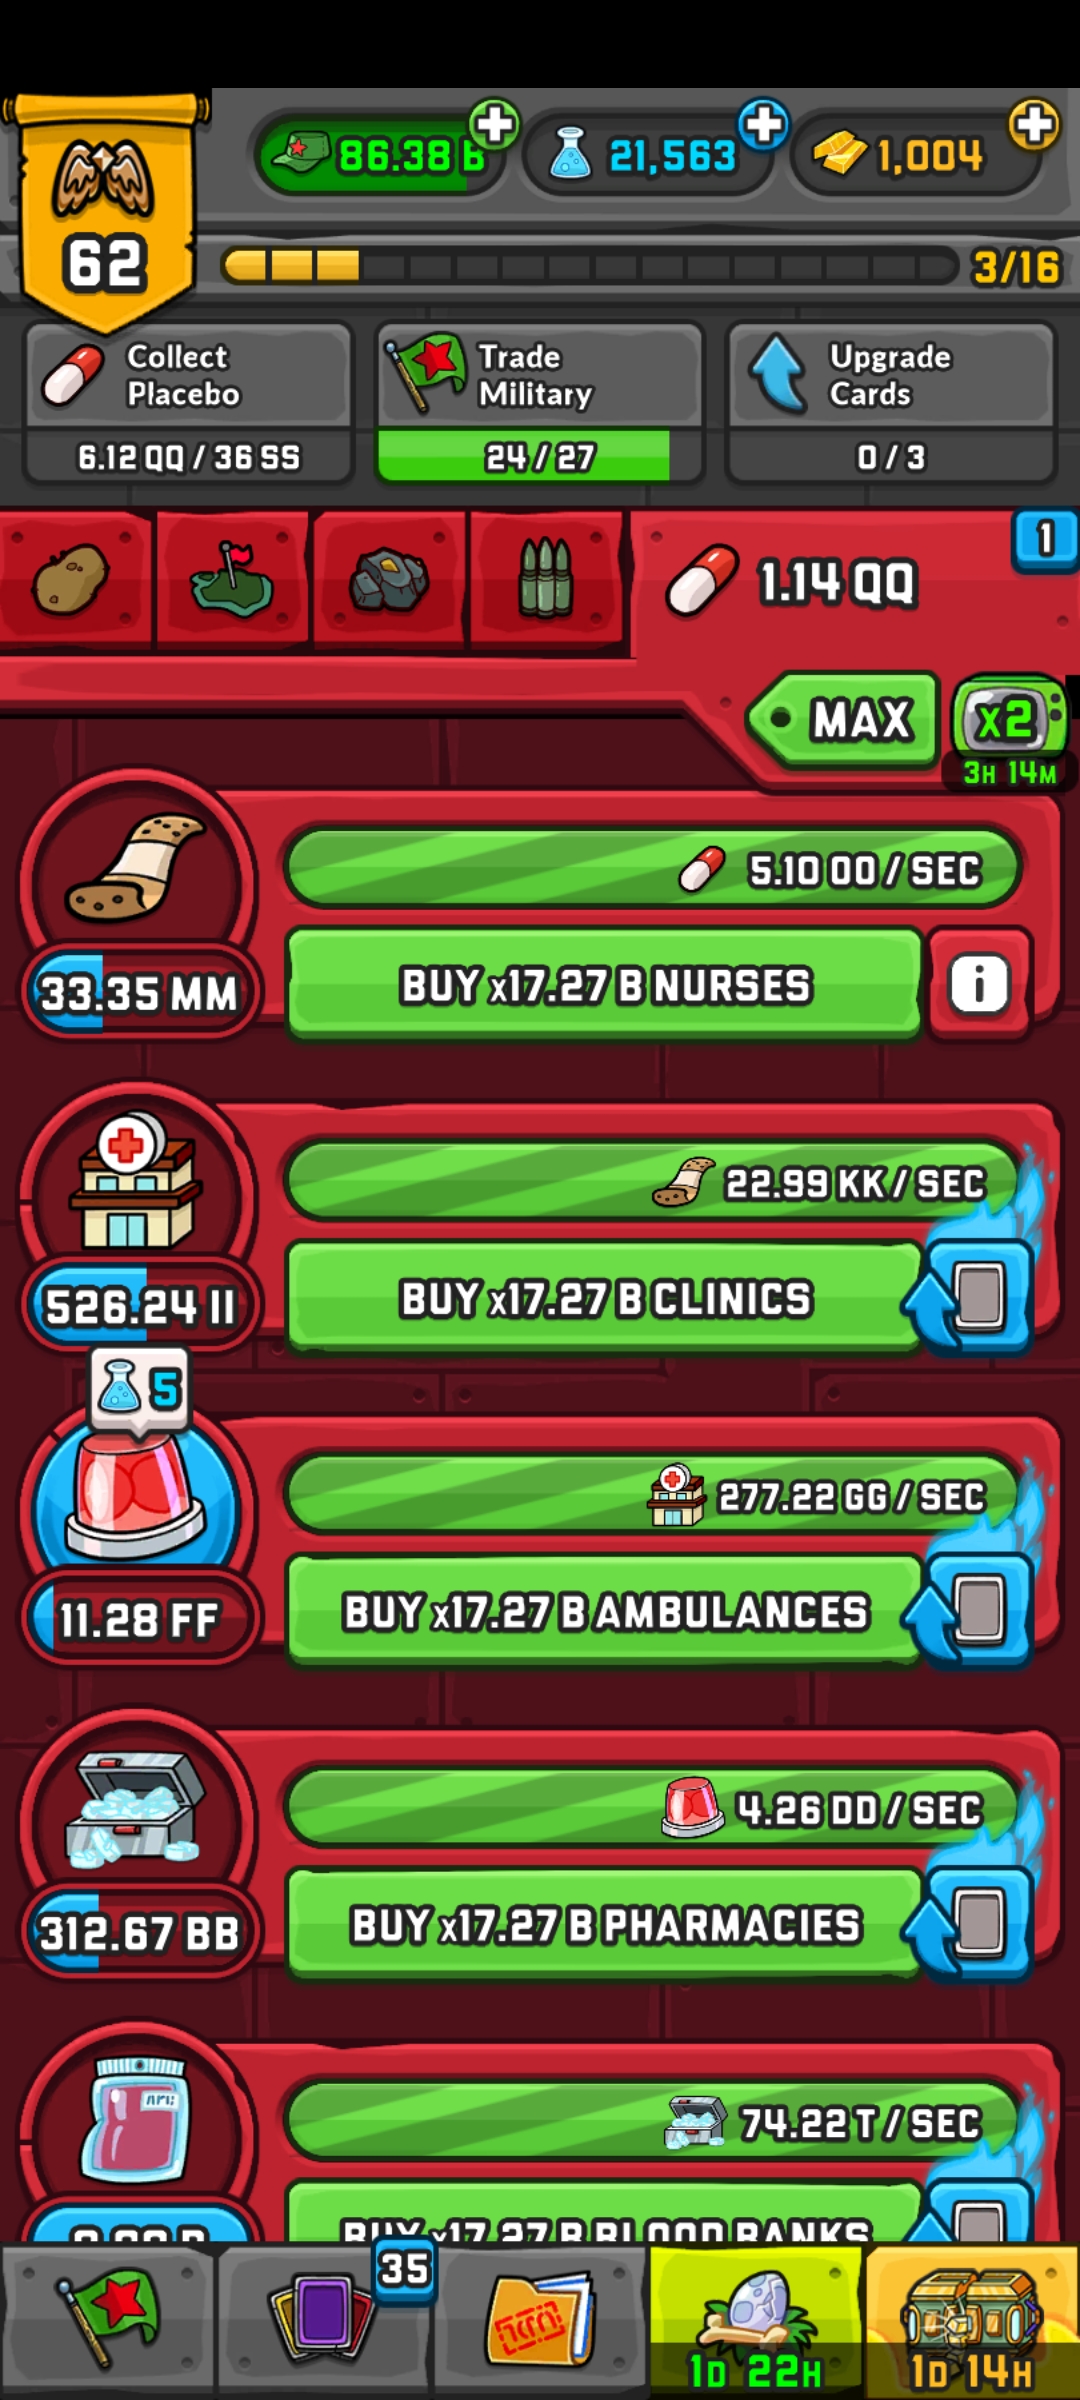 86.38 B
21,563
1,004
62
3/16
Collect
Placebo
6.12 QQ / 36 SS
Trade
Military
24 / 27
Upgrade
Cards
0 / 3
1.14 QQ
1
MAX
x2
3H 14M
5.10 OO / SEC
33.35 MM
BUY x17.27 B NURSES
i
22.99 KK / SEC
526.24 II
BUY x17.27 B CLINICS
5
277.22 GG / SEC
11.28 FF
BUY x17.27 B AMBULANCES
4.26 DD / SEC
312.67 BB
BUY x17.27 B PHARMACIES
74.22 T / SEC
BUY x17.27 B BLOOD BANKS
35
1D 22H
1D 14H